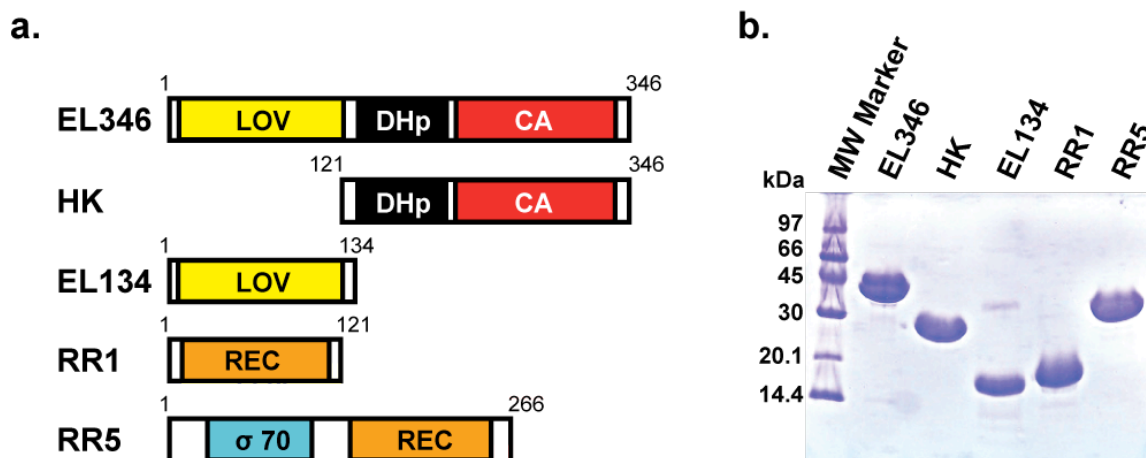 a.
1 346
EL346 LOV DHp CA
121 346
HK DHp CA
1 134
EL134 LOV
1 121
RR1 REC
1 266
RR5 σ 70 REC
b.
MW Marker
EL346
HK
EL134
RR1
RR5
kDa
97
66
45
30
20.1
14.4